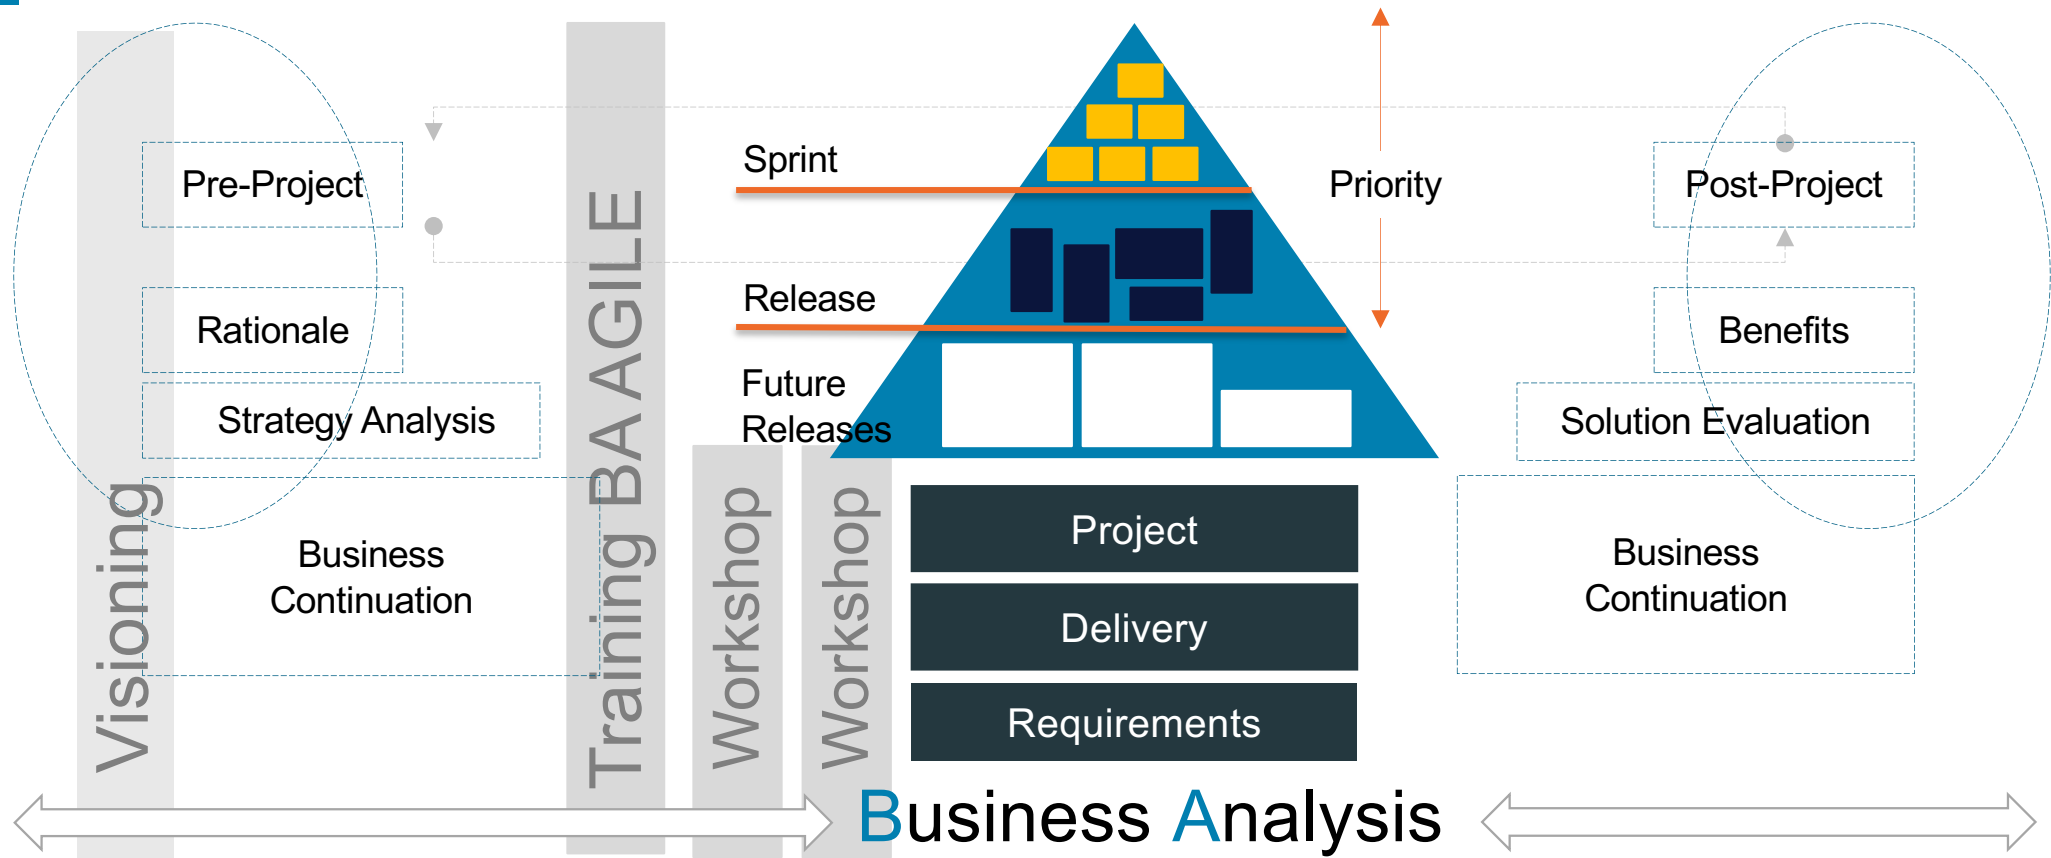 Visioning
Pre-Project
Rationale
Strategy Analysis
Business
Continuation
Training BA AGILE
Workshop
Workshop
Sprint
Release
Future
Releases
Priority
Project
Delivery
Requirements
Post-Project
Benefits
Solution Evaluation
Business
Continuation
Business Analysis